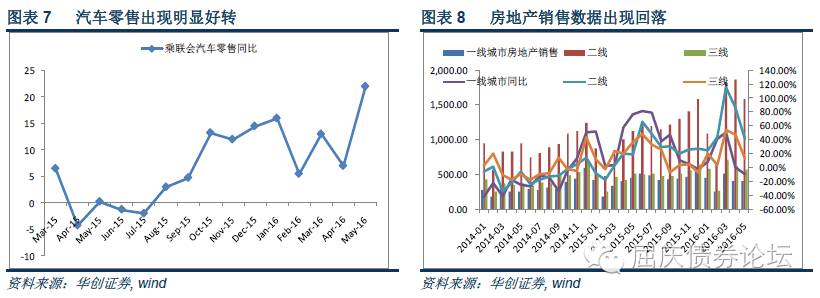 图表 7 汽车零售出现明显好转
乘联会汽车零售同比
25
20
15
10
5
0
-5
-10
Mar-15
Apr-15
May-15
Jun-15
Jul-15
Aug-15
Sep-15
Oct-15
Nov-15
Dec-15
Jan-16
Feb-16
Mar-16
Apr-16
May-16
资料来源：华创证券, wind
图表 8 房地产销售数据出现回落
一线城市房地产销售 二线 三线
一线城市同比 二线 三线
2,000.00
1,500.00
1,000.00
500.00
0.00
140.00%
120.00%
100.00%
80.00%
60.00%
40.00%
20.00%
0.00%
-20.00%
-40.00%
-60.00%
2014-01
2014-03
2014-05
2014-07
2014-09
2014-11
2015-01
2015-03
2015-05
2015-07
2015-09
2015-11
2016-01
2016-03
2016-05
资料来源：华创证券, wind
屈庆债券论坛